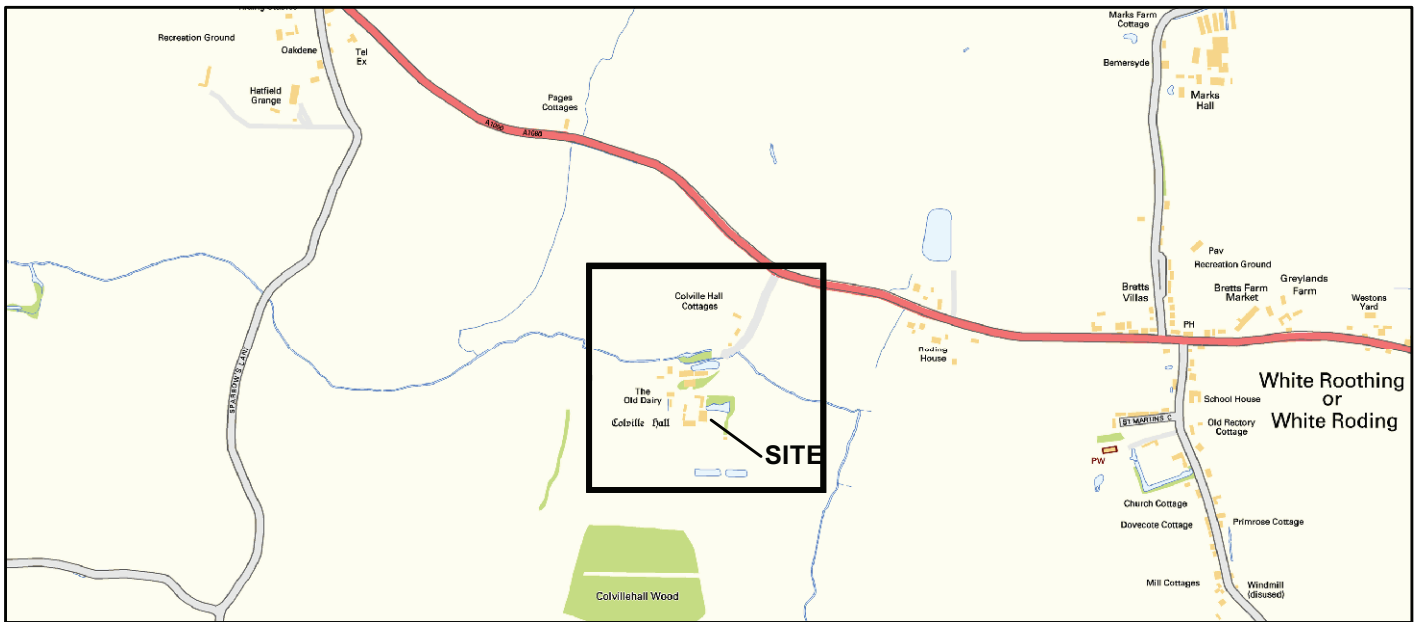 Recreation Ground
Oakdene
Tel
Ex
Hatfield
Grange
Pages
Cottages
A1060 A1060
Marks Farm
Cottage
Bemersyde
Marks
Hall
Pav
Recreation Ground
Colville Hall
Cottages
Bretts
Villas
Bretts Farm
Market
Greylands
Farm
Westons
Yard
PH
House
SPARROW'S LANE
The
Old Dairy
Colville Hall
SITE
White Roothing
or
White Roding
School House
ST MARTINS C
Old Rectory
Cottage
PW
Church Cottage
Dovecote Cottage
Primrose Cottage
Mill Cottages
Windmill
(disused)
Colvillehall Wood